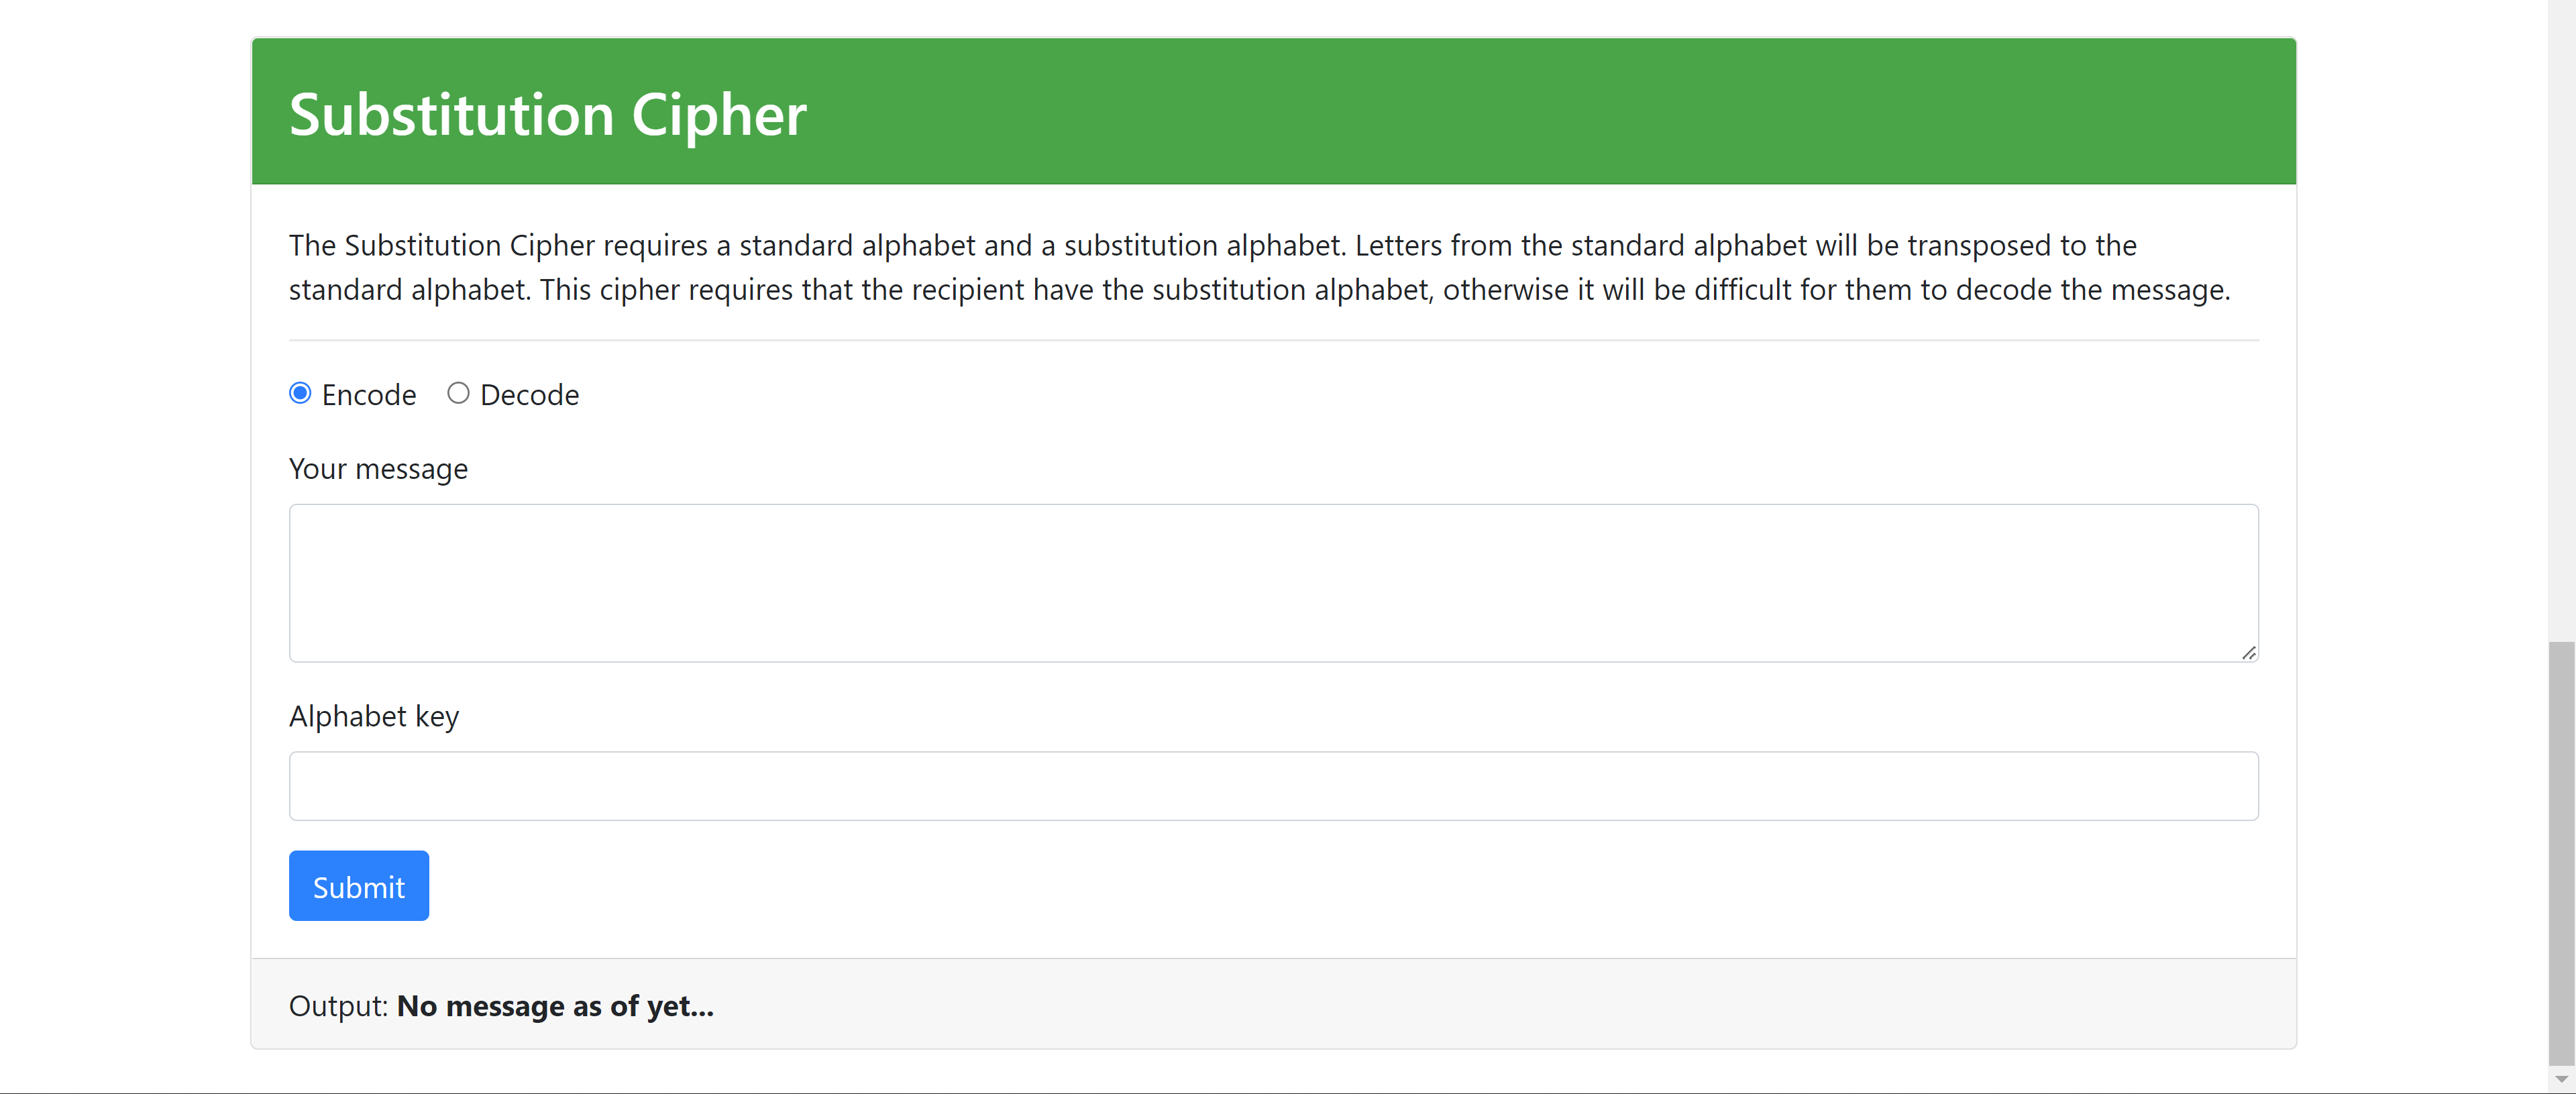 Substitution Cipher
The Substitution Cipher requires a standard alphabet and a substitution alphabet. Letters from the standard alphabet will be transposed to the
standard alphabet. This cipher requires that the recipient have the substitution alphabet, otherwise it will be difficult for them to decode the message.
Encode Decode
Your message
Alphabet key
Submit
Output: No message as of yet...